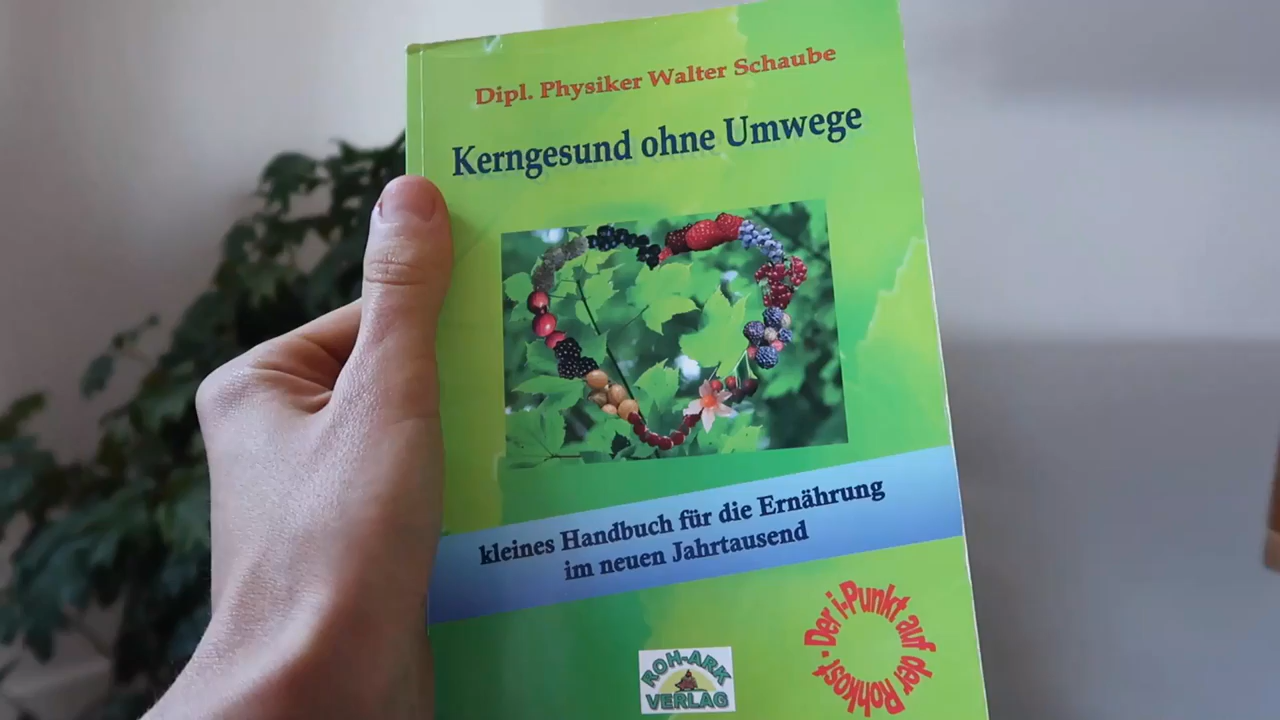 Dipl. Physiker Walter Schaube
Kerngesund ohne Umwege
kleines Handbuch für die Ernährung
im neuen Jahrtausend
Der i-Punkt auf der Rohkost -
ROH-ARK
VERLAG